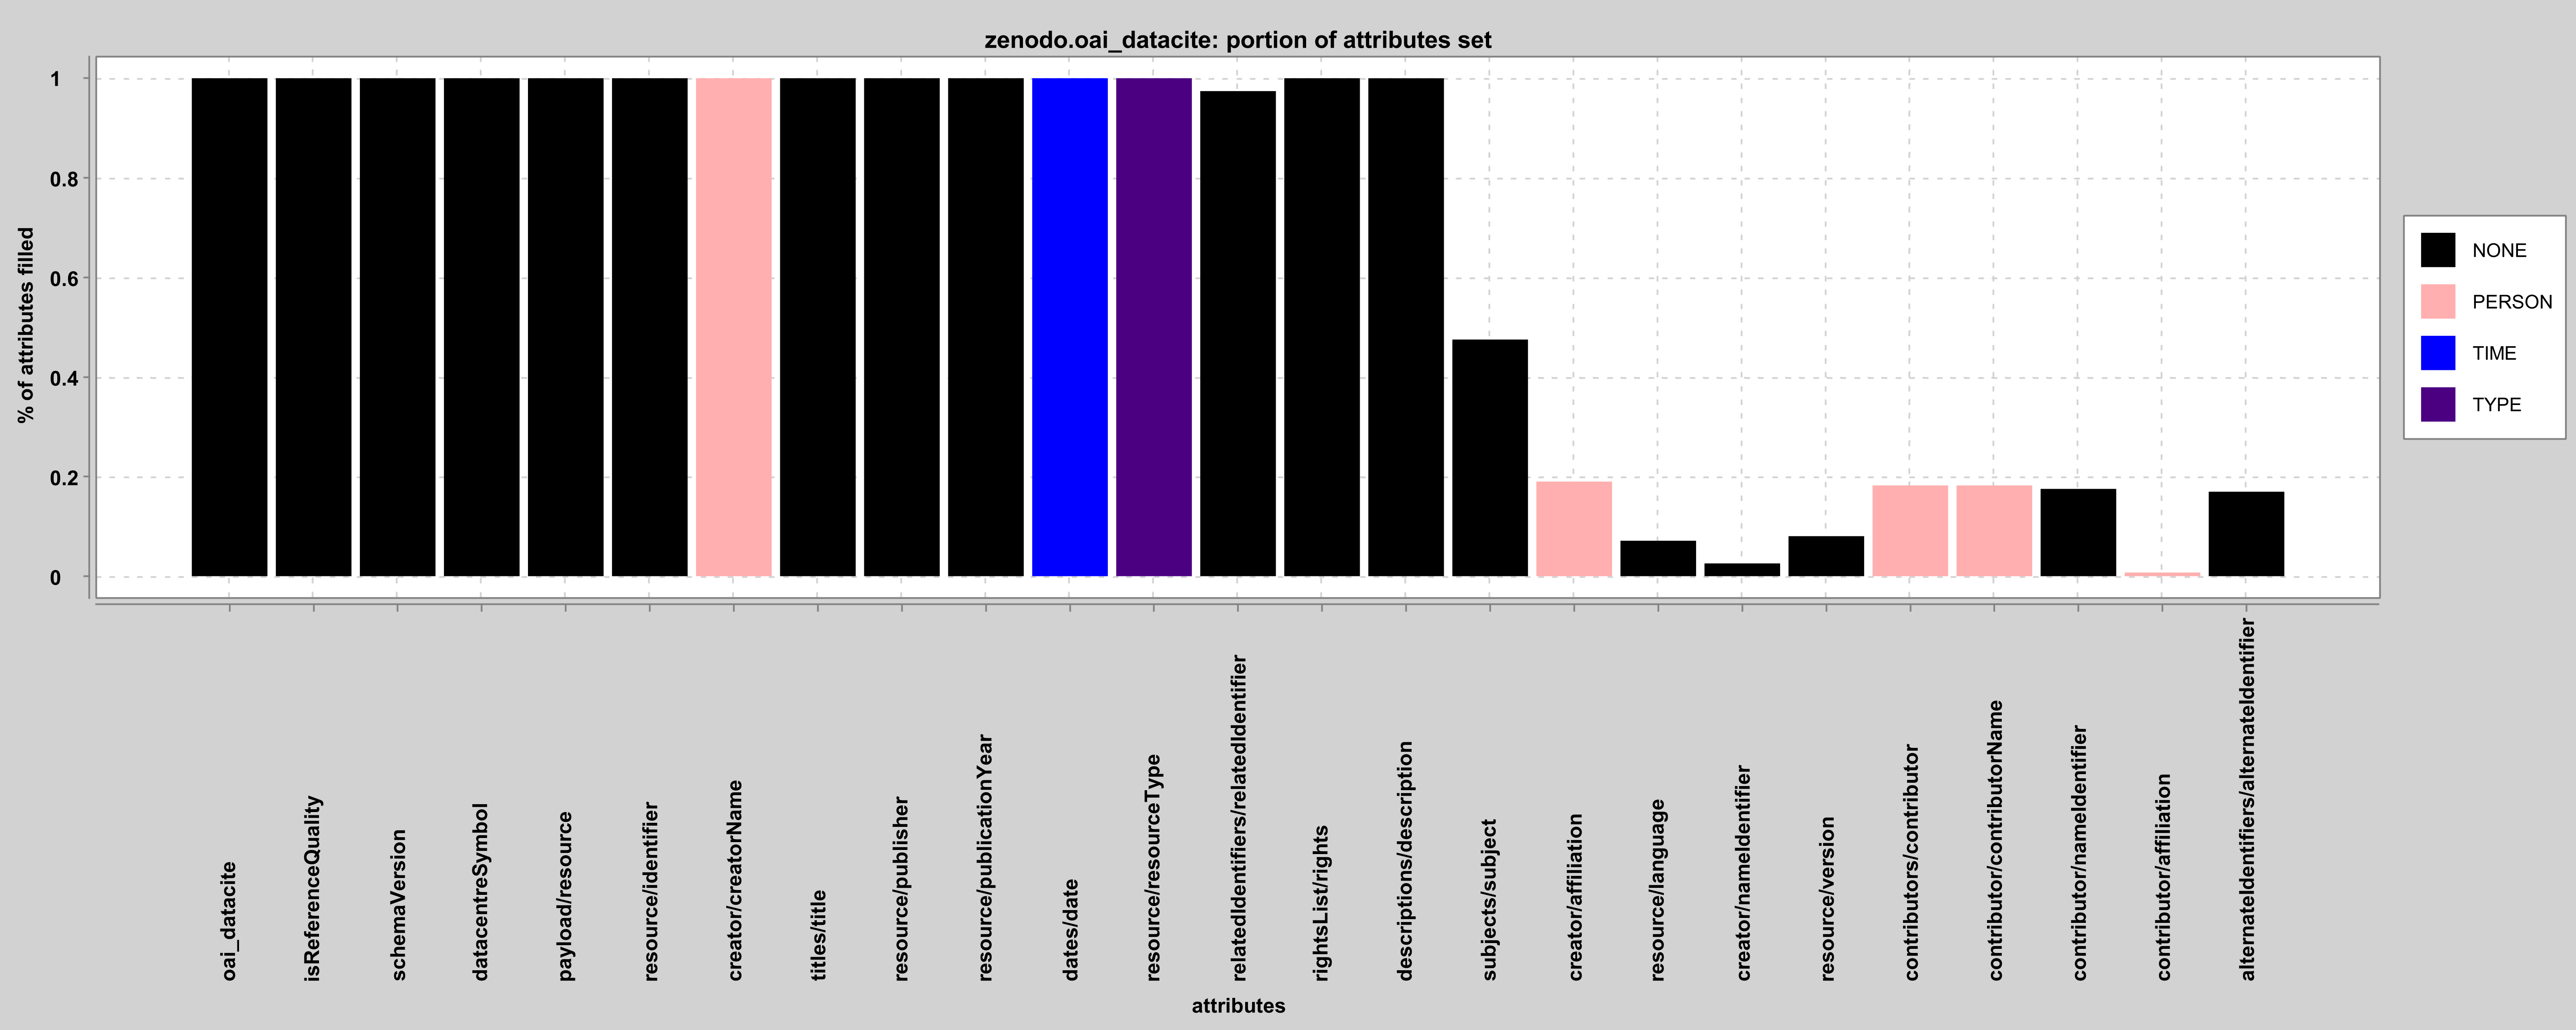 zenodo.oai_datacite: portion of attributes set
% of attributes filled
1
0.8
0.6
0.4
0.2
0
NONE
PERSON
TIME
TYPE
oai_datacite
isReferenceQuality
schemaVersion
datacentreSymbol
payload/resource
resource/identifier
creator/creatorName
titles/title
resource/publisher
resource/publicationYear
dates/date
resource/resourceType
relatedIdentifiers/relatedIdentifier
rightsList/rights
descriptions/description
subjects/subject
creator/affiliation
resource/language
creator/nameIdentifier
resource/version
contributors/contributor
contributor/contributorName
contributor/nameIdentifier
contributor/affiliation
alternateIdentifiers/alternateIdentifier
attributes